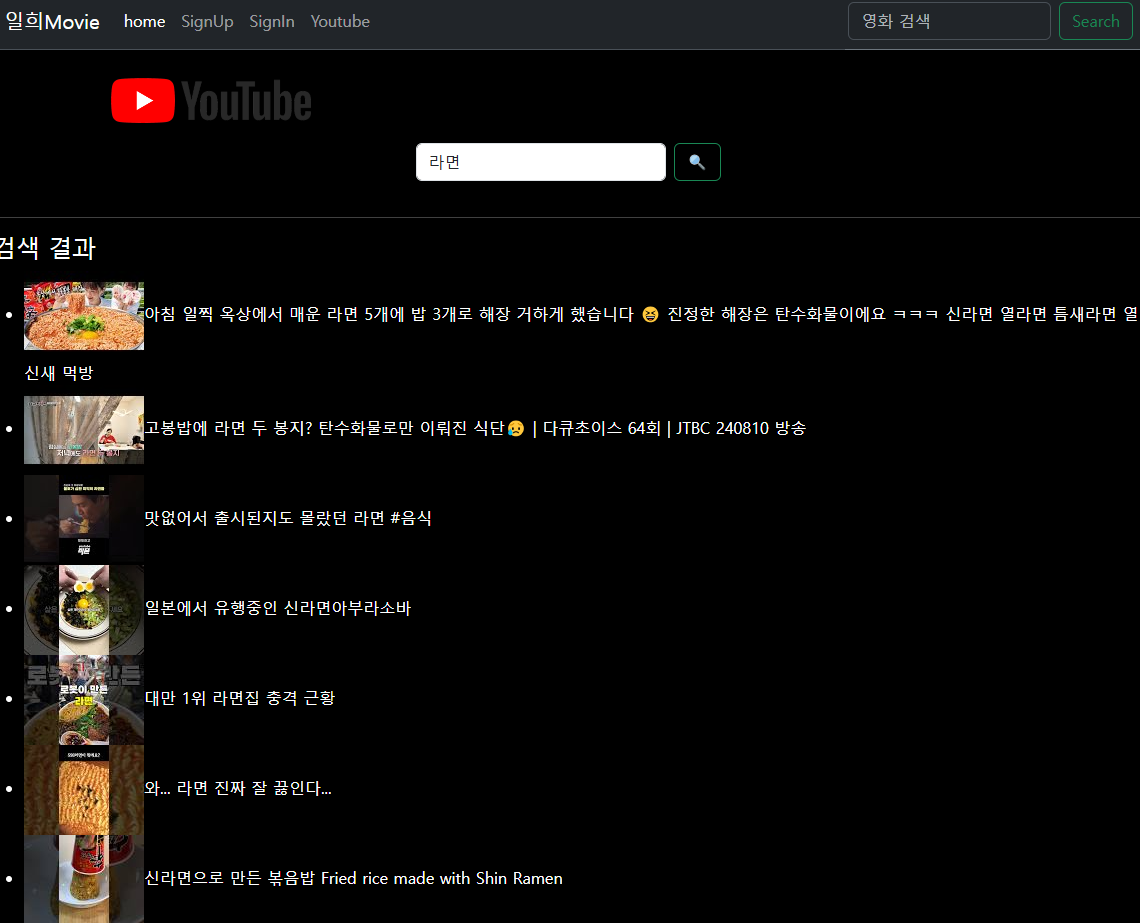 일희Movie home SignUp SignIn Youtube 영화 검색 Search
YouTube
라면
검색 결과
아침 일찍 옥상에서 매운 라면 5개에 밥 3개로 해장 거하게 했습니다 😆 진정한 해장은 탄수화물이에요 ㅋㅋㅋ 신라면 열라면 틈새라면 열
신새 먹방
고봉밥에 라면 두 봉지? 탄수화물로만 이뤄진 식단😥 | 다큐초이스 64회 | JTBC 240810 방송
맛없어서 출시된지도 몰랐던 라면 #음식
일본에서 유행중인 신라면아부라소바
로봇이 만든
라면
대만 1위 라면집 충격 근황
와... 라면 진짜 잘 끓인다...
신라면으로 만든 볶음밥 Fried rice made with Shin Ramen